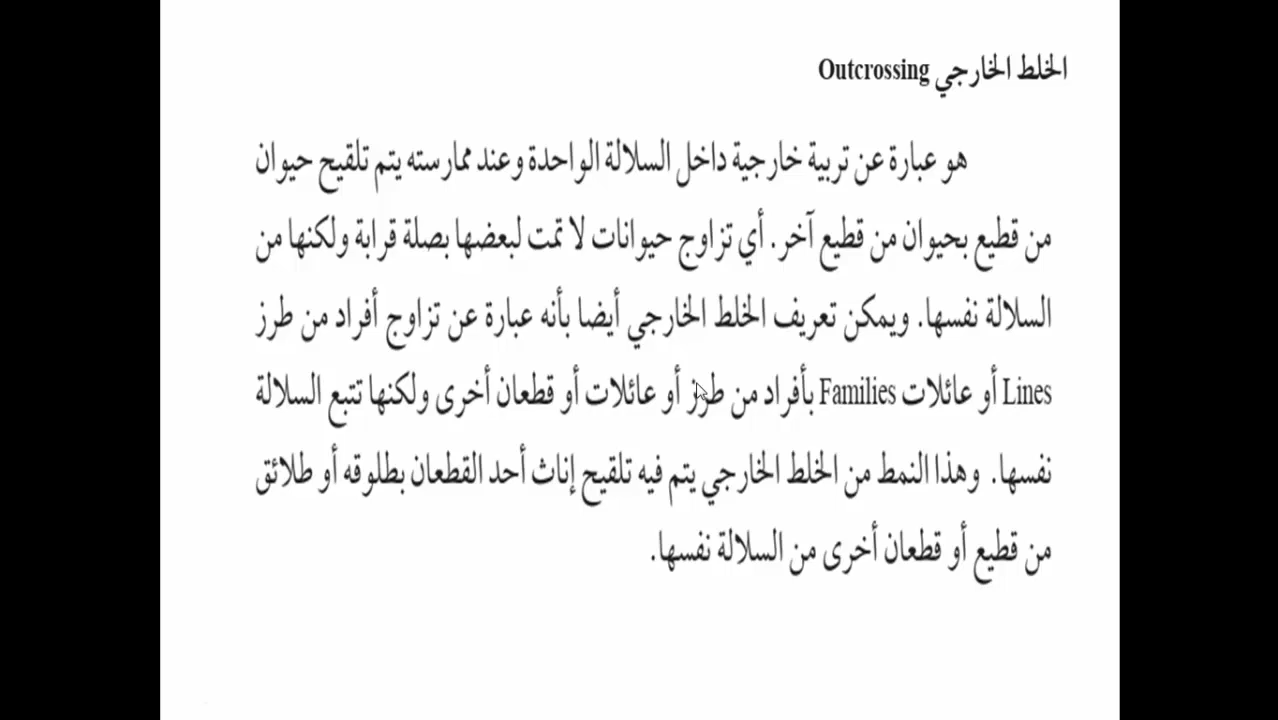 الخلط الخارجي Outcrossing
هو عبارة عن تربية خارجية داخل السلالة الواحدة وعند ممارسته يتم تلقيح حيوان
من قطيع بحيوان من قطيع آخر. أي تزاوج حيوانات لا تمت لبعضها بصلة قرابة ولكنها من
السلالة نفسها. ويمكن تعريف الخلط الخارجي أيضا بأنه عبارة عن تزاوج أفراد من طرز
Lines أو عائلات Families بأفراد من طرز أو عائلات أو قطعان أخرى ولكنها تتبع السلالة
نفسها. وهذا النمط من الخلط الخارجي يتم فيه تلقيح إناث أحد القطعان بطلوقه أو طلائق
من قطيع أو قطعان أخرى من السلالة نفسها.